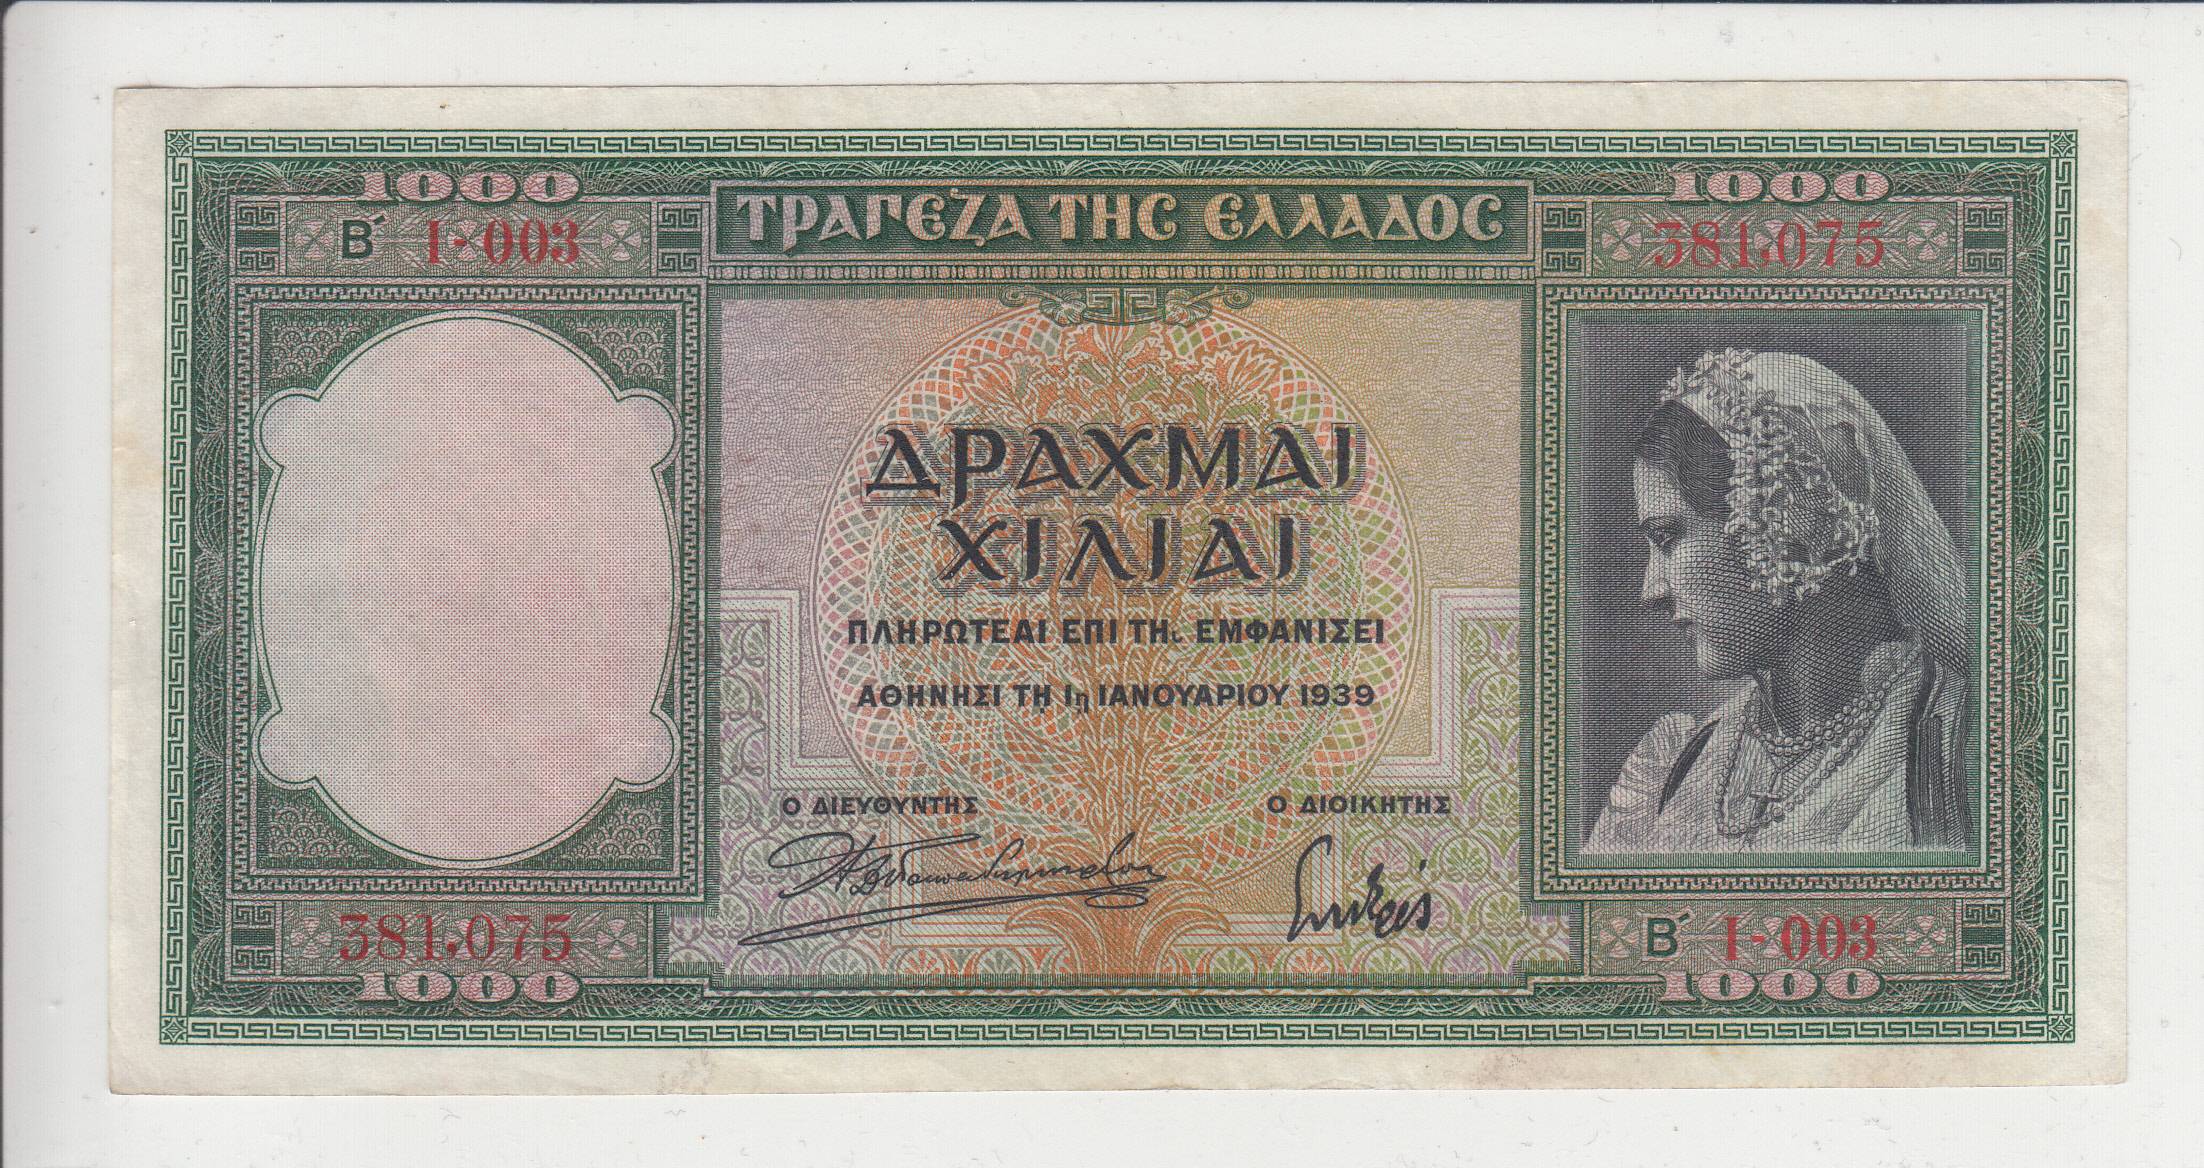 1000
1000
ΤΡΑΠΕΖΑ ΤΗΣ ΕΛΛΑΔΟΣ
Β΄ Ι-003
381.075
ΔΡΑΧΜΑΙ
ΧΙΛΙΑΙ
ΠΛΗΡΩΤΕΑΙ ΕΠΙ ΤΗι ΕΜΦΑΝΙΣΕΙ
ΑΘΗΝΗΣΙ ΤΗͺ 1η ΙΑΝΟΥΑΡΙΟΥ 1939
Ο ΔΙΕΥΘΥΝΤΗΣ
Ο ΔΙΟΙΚΗΤΗΣ
381.075
Β΄ Ι-003
1000
1000